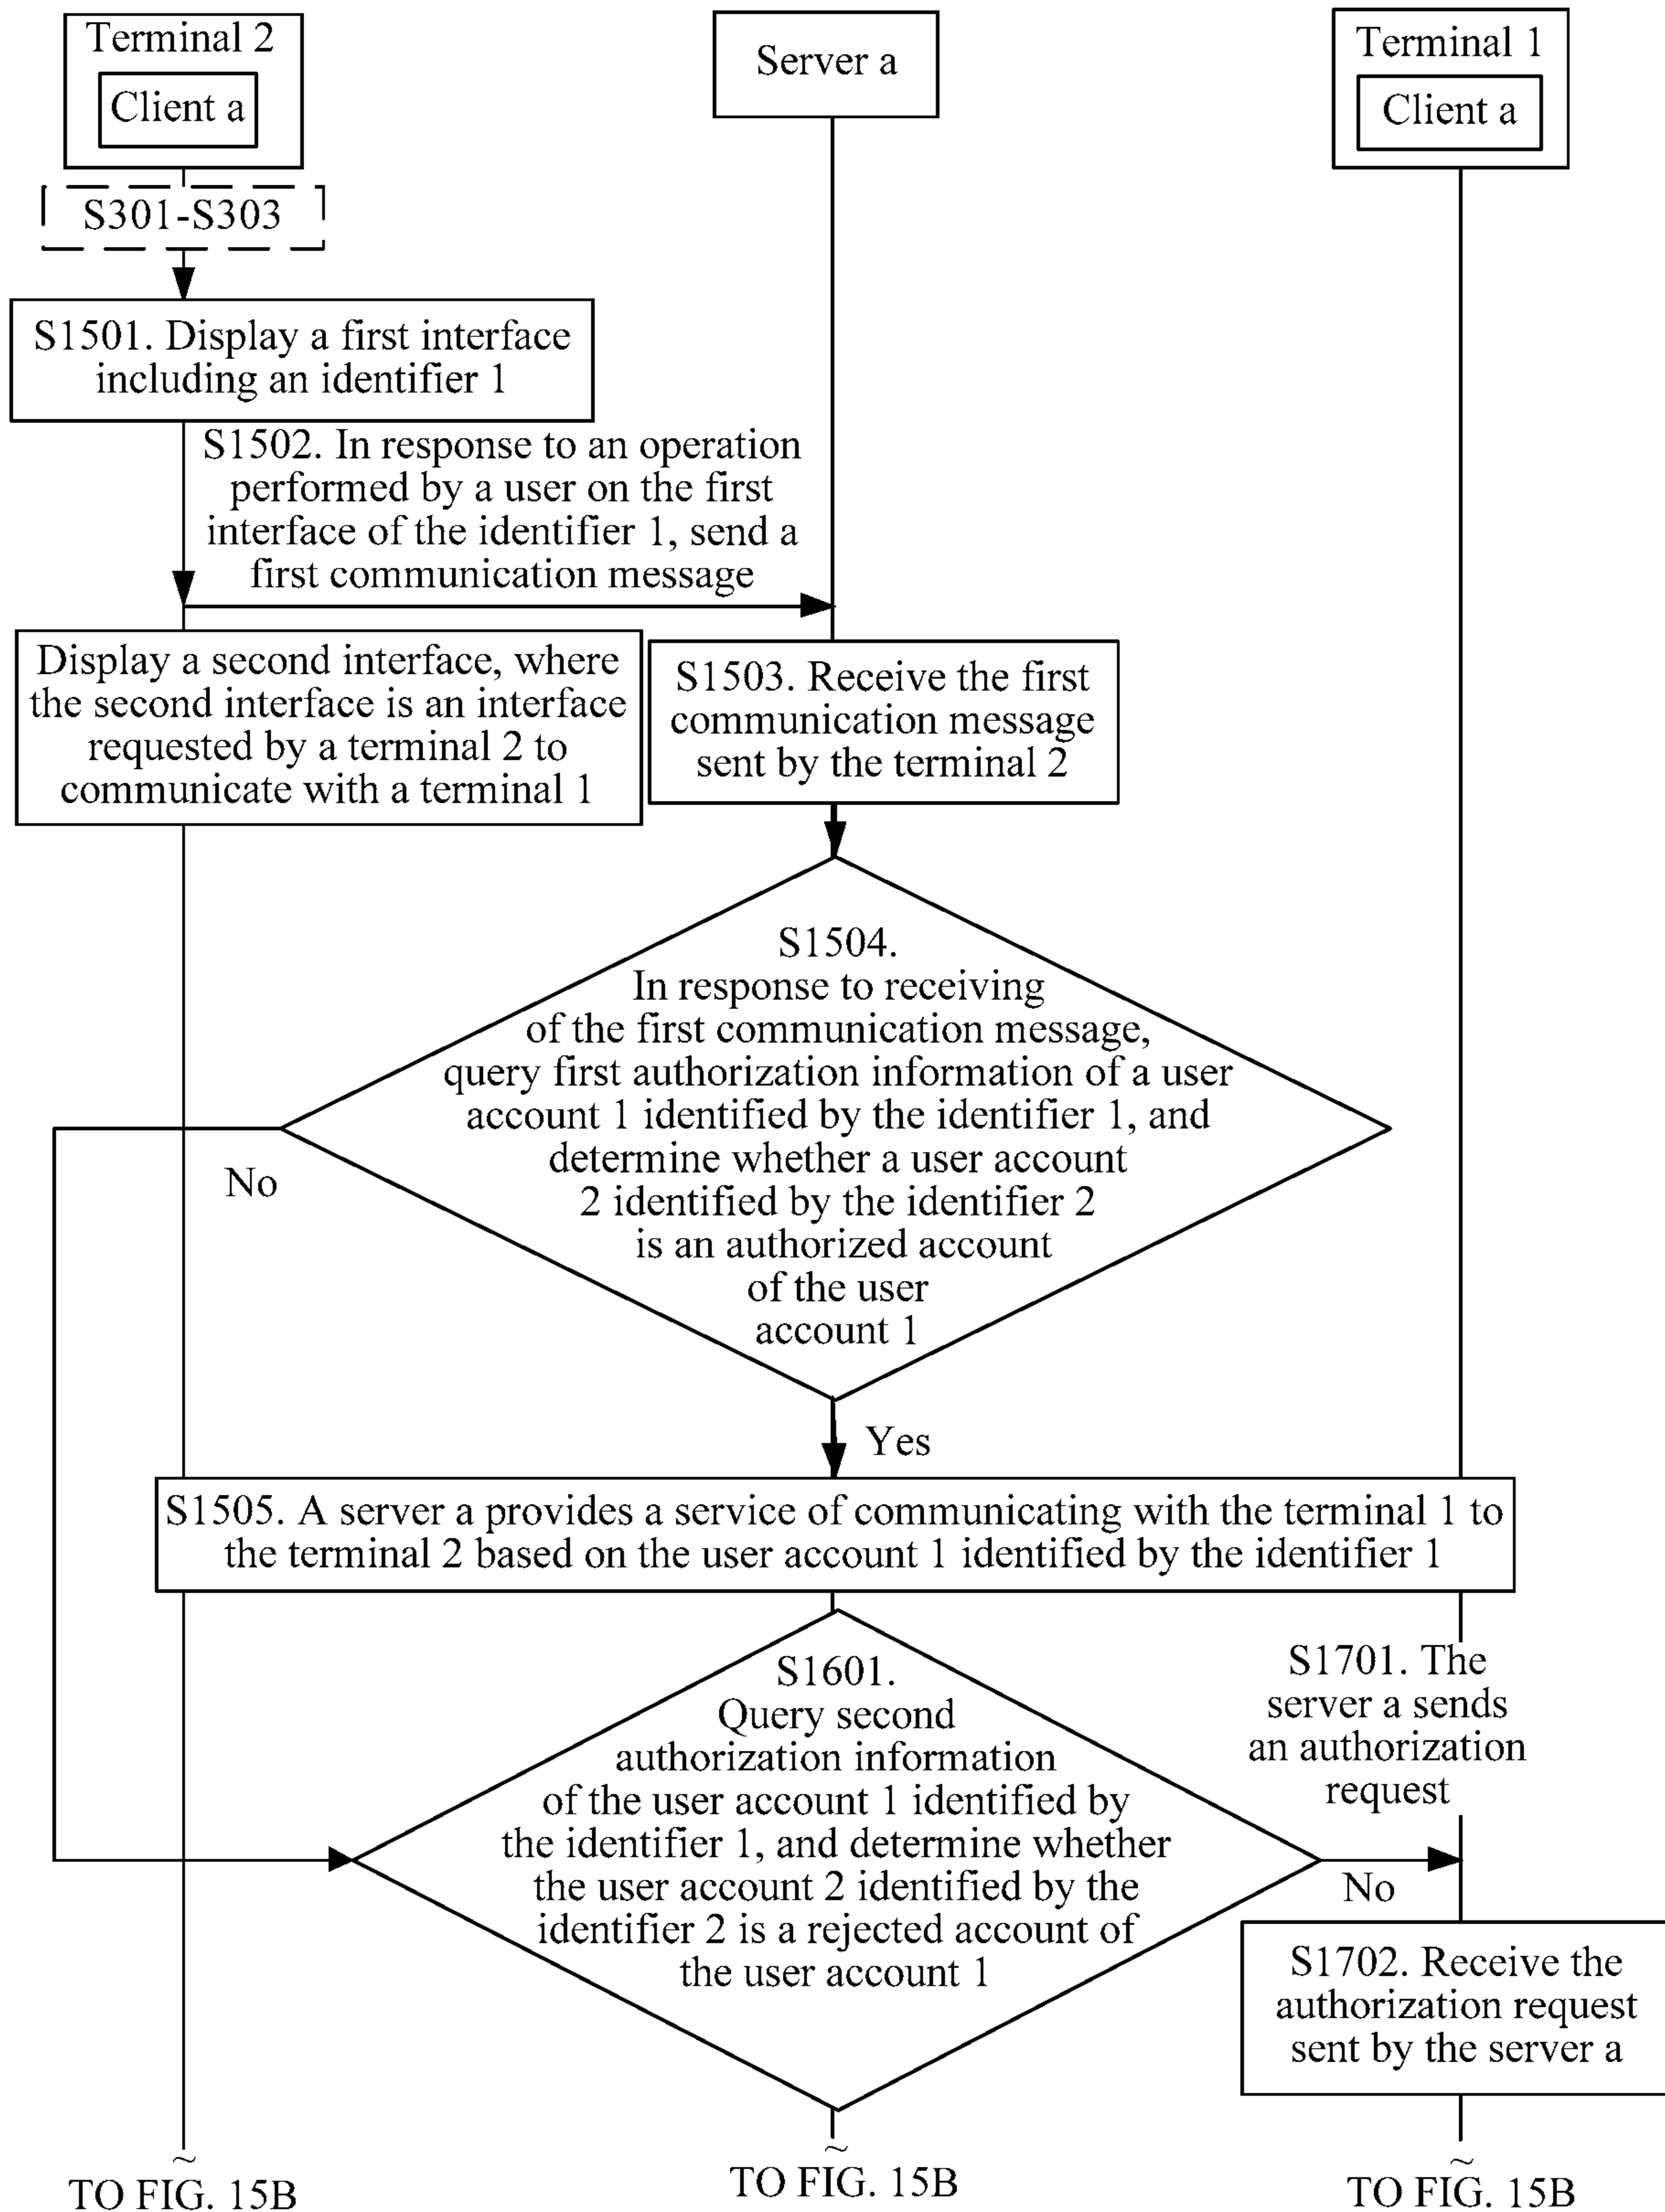 Terminal 2
Client a
Server a
Terminal 1
Client a
S301-S303
S1501. Display a first interface
including an identifier 1
S1502. In response to an operation
performed by a user on the first
interface of the identifier 1, send a
first communication message
Display a second interface, where
the second interface is an interface
requested by a terminal 2 to
communicate with a terminal 1
S1503. Receive the first
communication message
sent by the terminal 2
S1504.
In response to receiving
of the first communication message,
query first authorization information of a user
account 1 identified by the identifier 1, and
determine whether a user account
2 identified by the identifier 2
is an authorized account
of the user
account 1
No
Yes
S1505. A server a provides a service of communicating with the terminal 1 to
the terminal 2 based on the user account 1 identified by the identifier 1
S1601.
Query second
authorization information
of the user account 1 identified by
the identifier 1, and determine whether
the user account 2 identified by the
identifier 2 is a rejected account of
the user account 1
S1701. The
server a sends
an authorization
request
No
S1702. Receive the
authorization request
sent by the server a
~
TO FIG. 15B
~
TO FIG. 15B
~
TO FIG. 15B